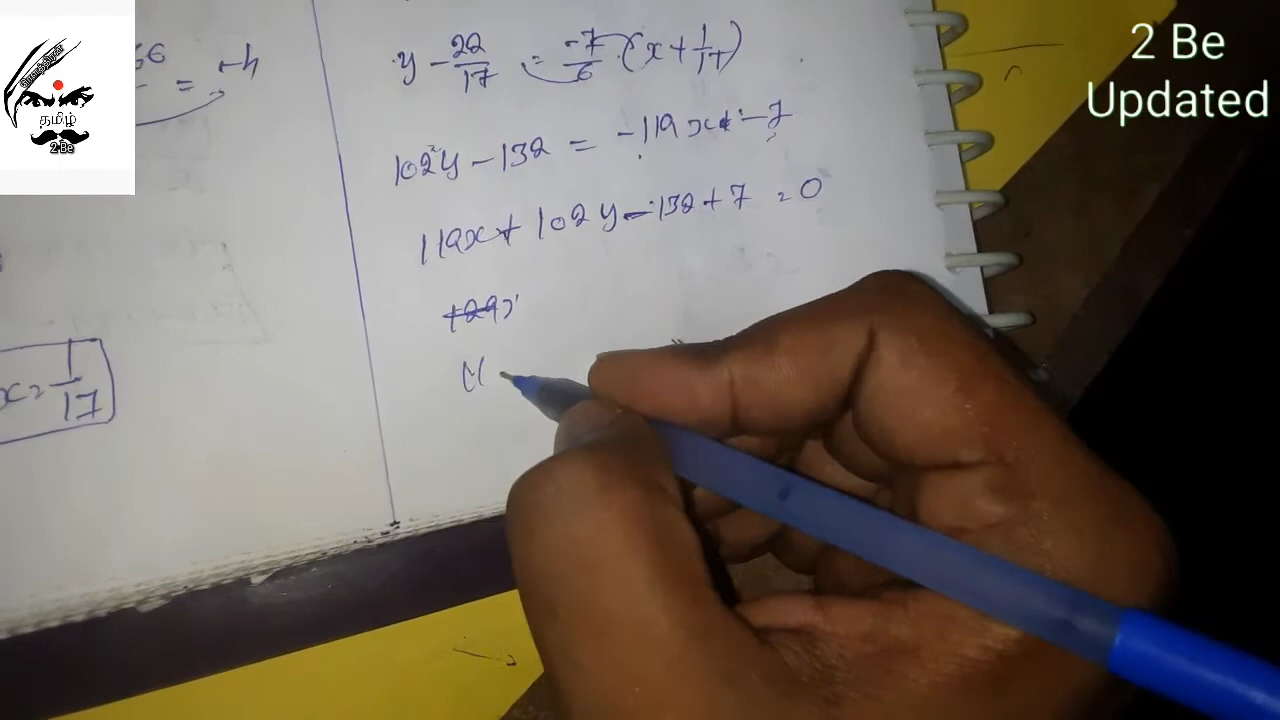 2 Be
Updated
தமிழ்
2 Be
y - 22/17 = -7/6 (x + 1/17)
102y - 132 = -119x - 7
119x + 102y - 132 + 7 = 0
x = 1/17